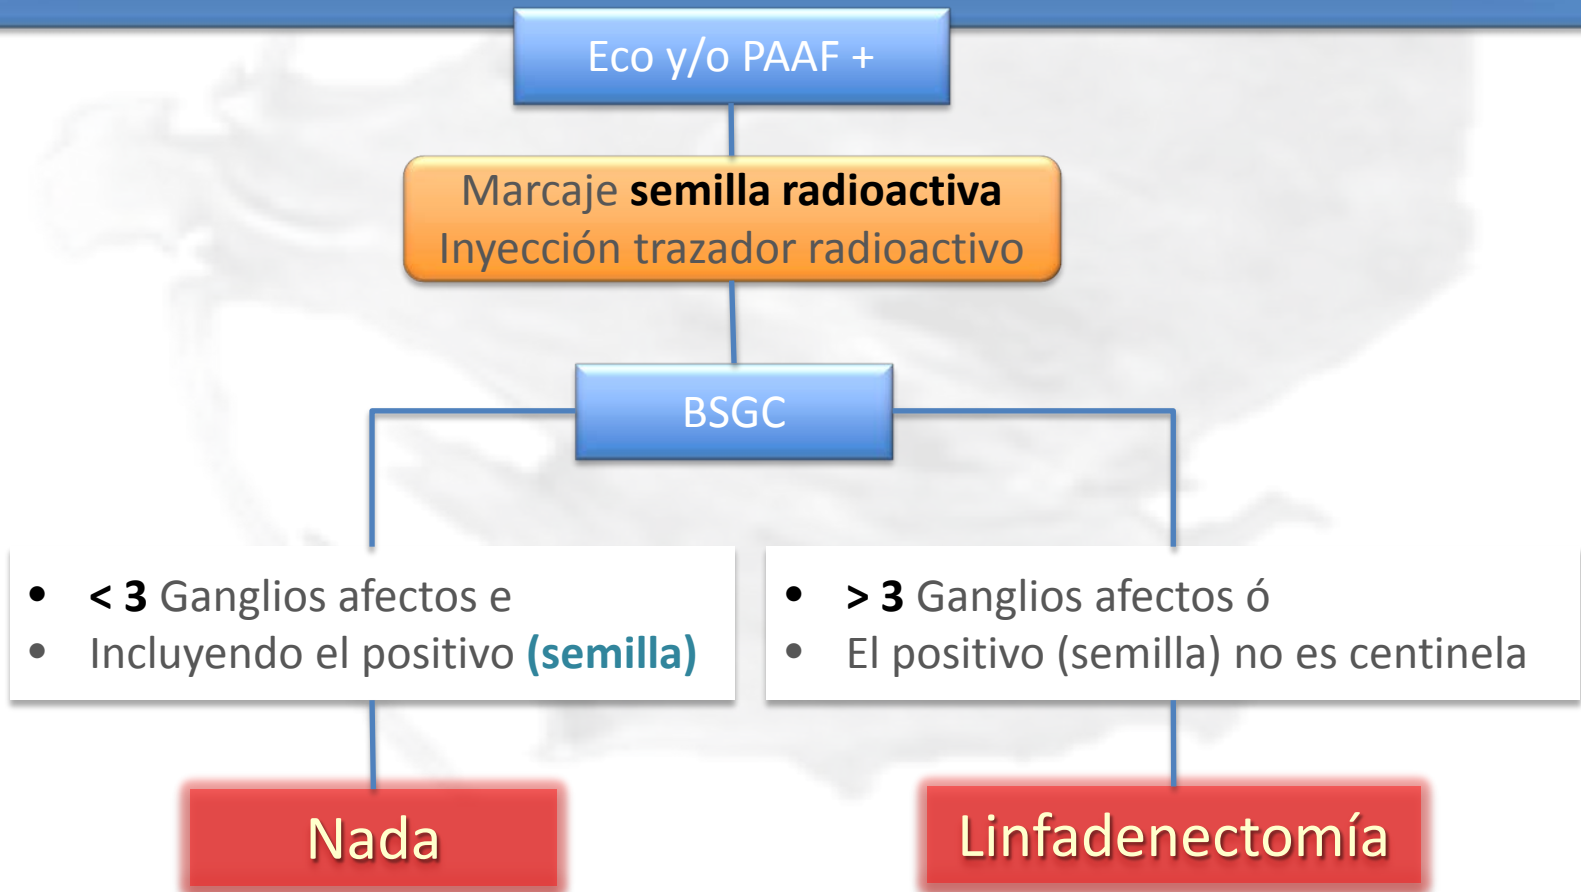 Eco y/o PAAF +
Marcaje semilla radioactiva
Inyección trazador radioactivo
BSGC
• < 3 Ganglios afectos e
• Incluyendo el positivo (semilla)
• > 3 Ganglios afectos ó
• El positivo (semilla) no es centinela
Nada
Linfadenectomía